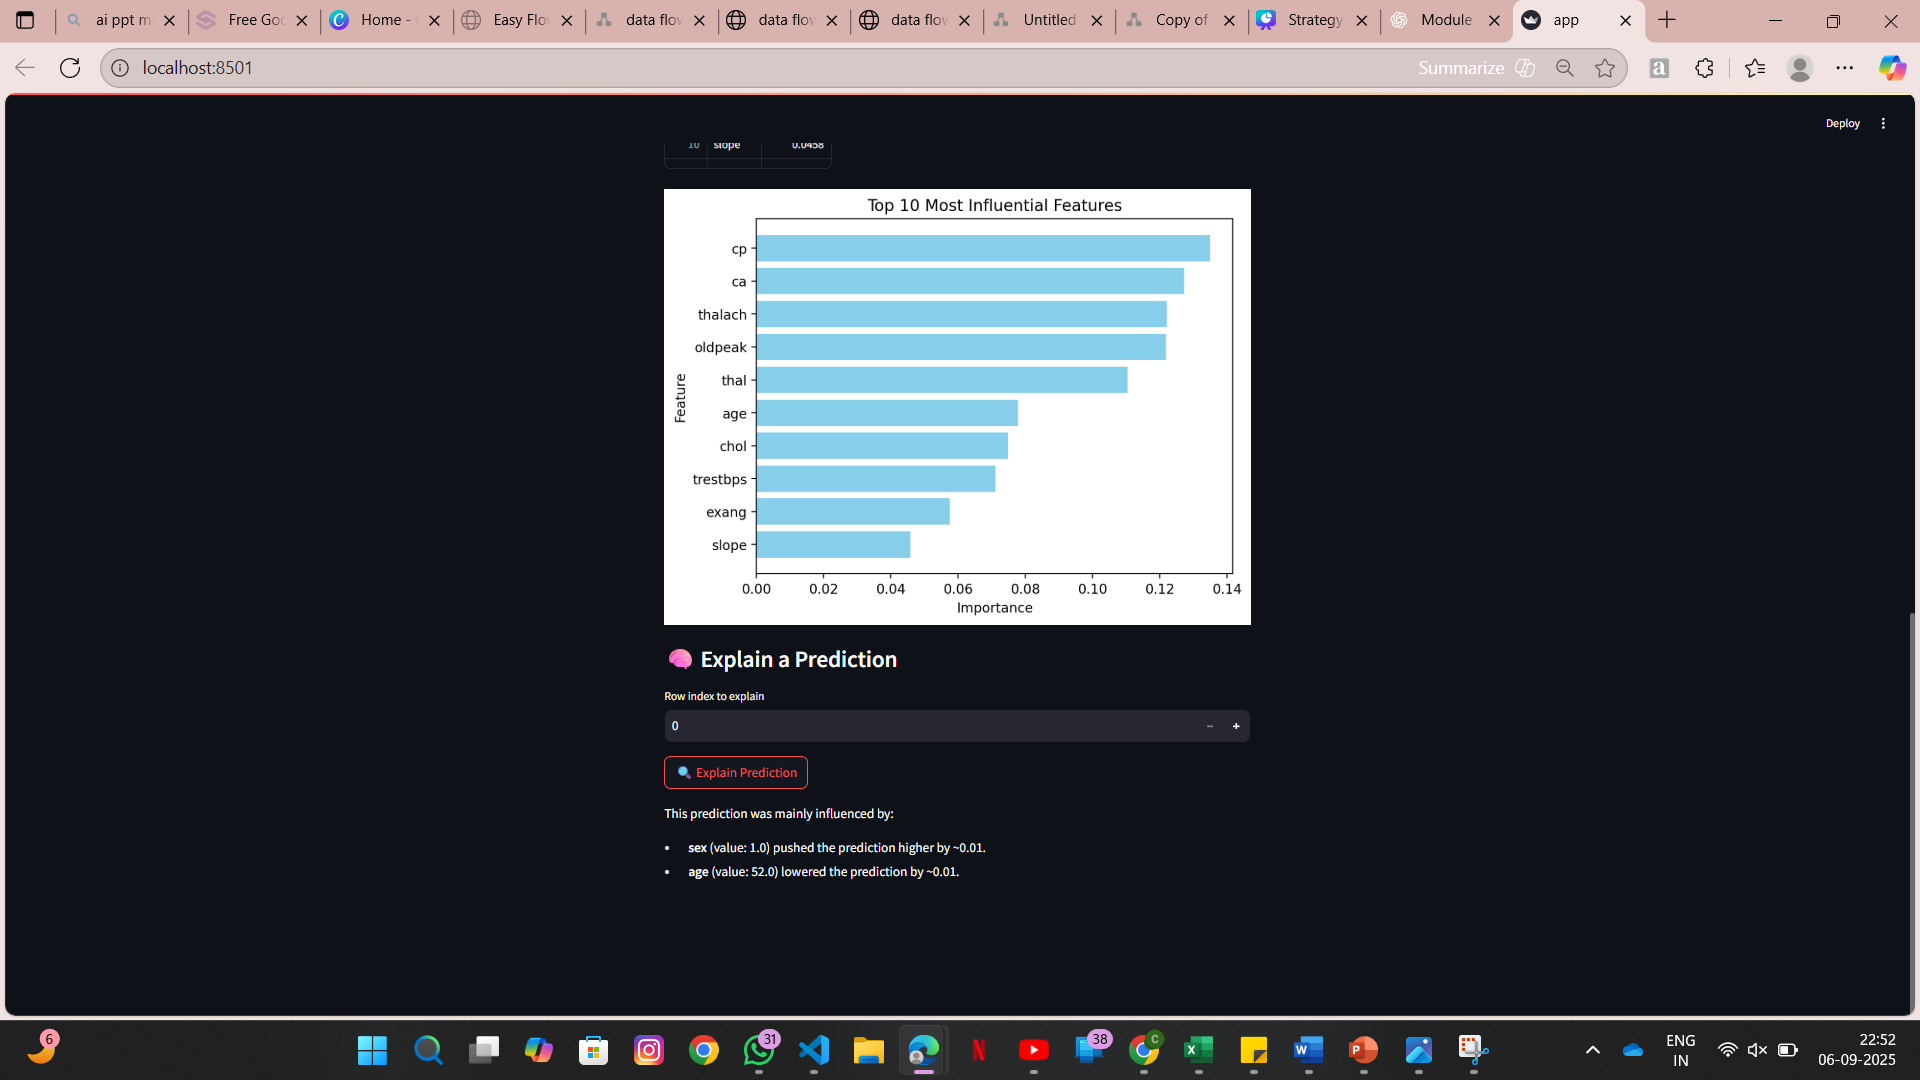 ai ppt m
Free Goo
Home -
Easy Flo
data flow
data flow
data flow
Untitled
Copy of
Strategy
Module
app
localhost:8501
Summarize
Deploy
10 slope 0.0458
Top 10 Most Influential Features
cp
ca
thalach
oldpeak
thal
age
chol
trestbps
exang
slope
Feature
0.00 0.02 0.04 0.06 0.08 0.10 0.12 0.14
Importance
Explain a Prediction
Row index to explain
0
Explain Prediction
This prediction was mainly influenced by:
• sex (value: 1.0) pushed the prediction higher by ~0.01.
• age (value: 52.0) lowered the prediction by ~0.01.
6
31
38
C
ENG
IN
22:52
06-09-2025